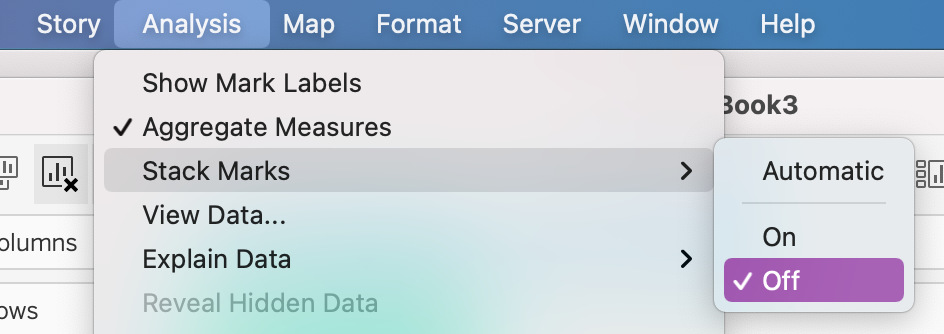 Story Analysis Map Format Server Window Help
Show Mark Labels
Book3
✓ Aggregate Measures
Stack Marks
Automatic
View Data...
On
olumns
Explain Data
✓ Off
Reveal Hidden Data
ows